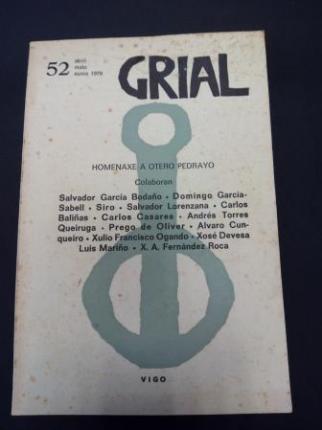 52
abril
maio
xunio 1976
GRIAL
HOMENAXE A OTERO PEDRAYO
Colaboran
Salvador García Bodaño • Domingo García-
Sabell • Siro • Salvador Lorenzana • Carlos
Baliñas • Carlos Casares • Andrés Torres
Queiruga • Prego de Oliver • Alvaro Cun-
queiro • Xulio Francisco Ogando • Xosé Devesa
Luis Mariño • X. A. Fernández Roca
VIGO